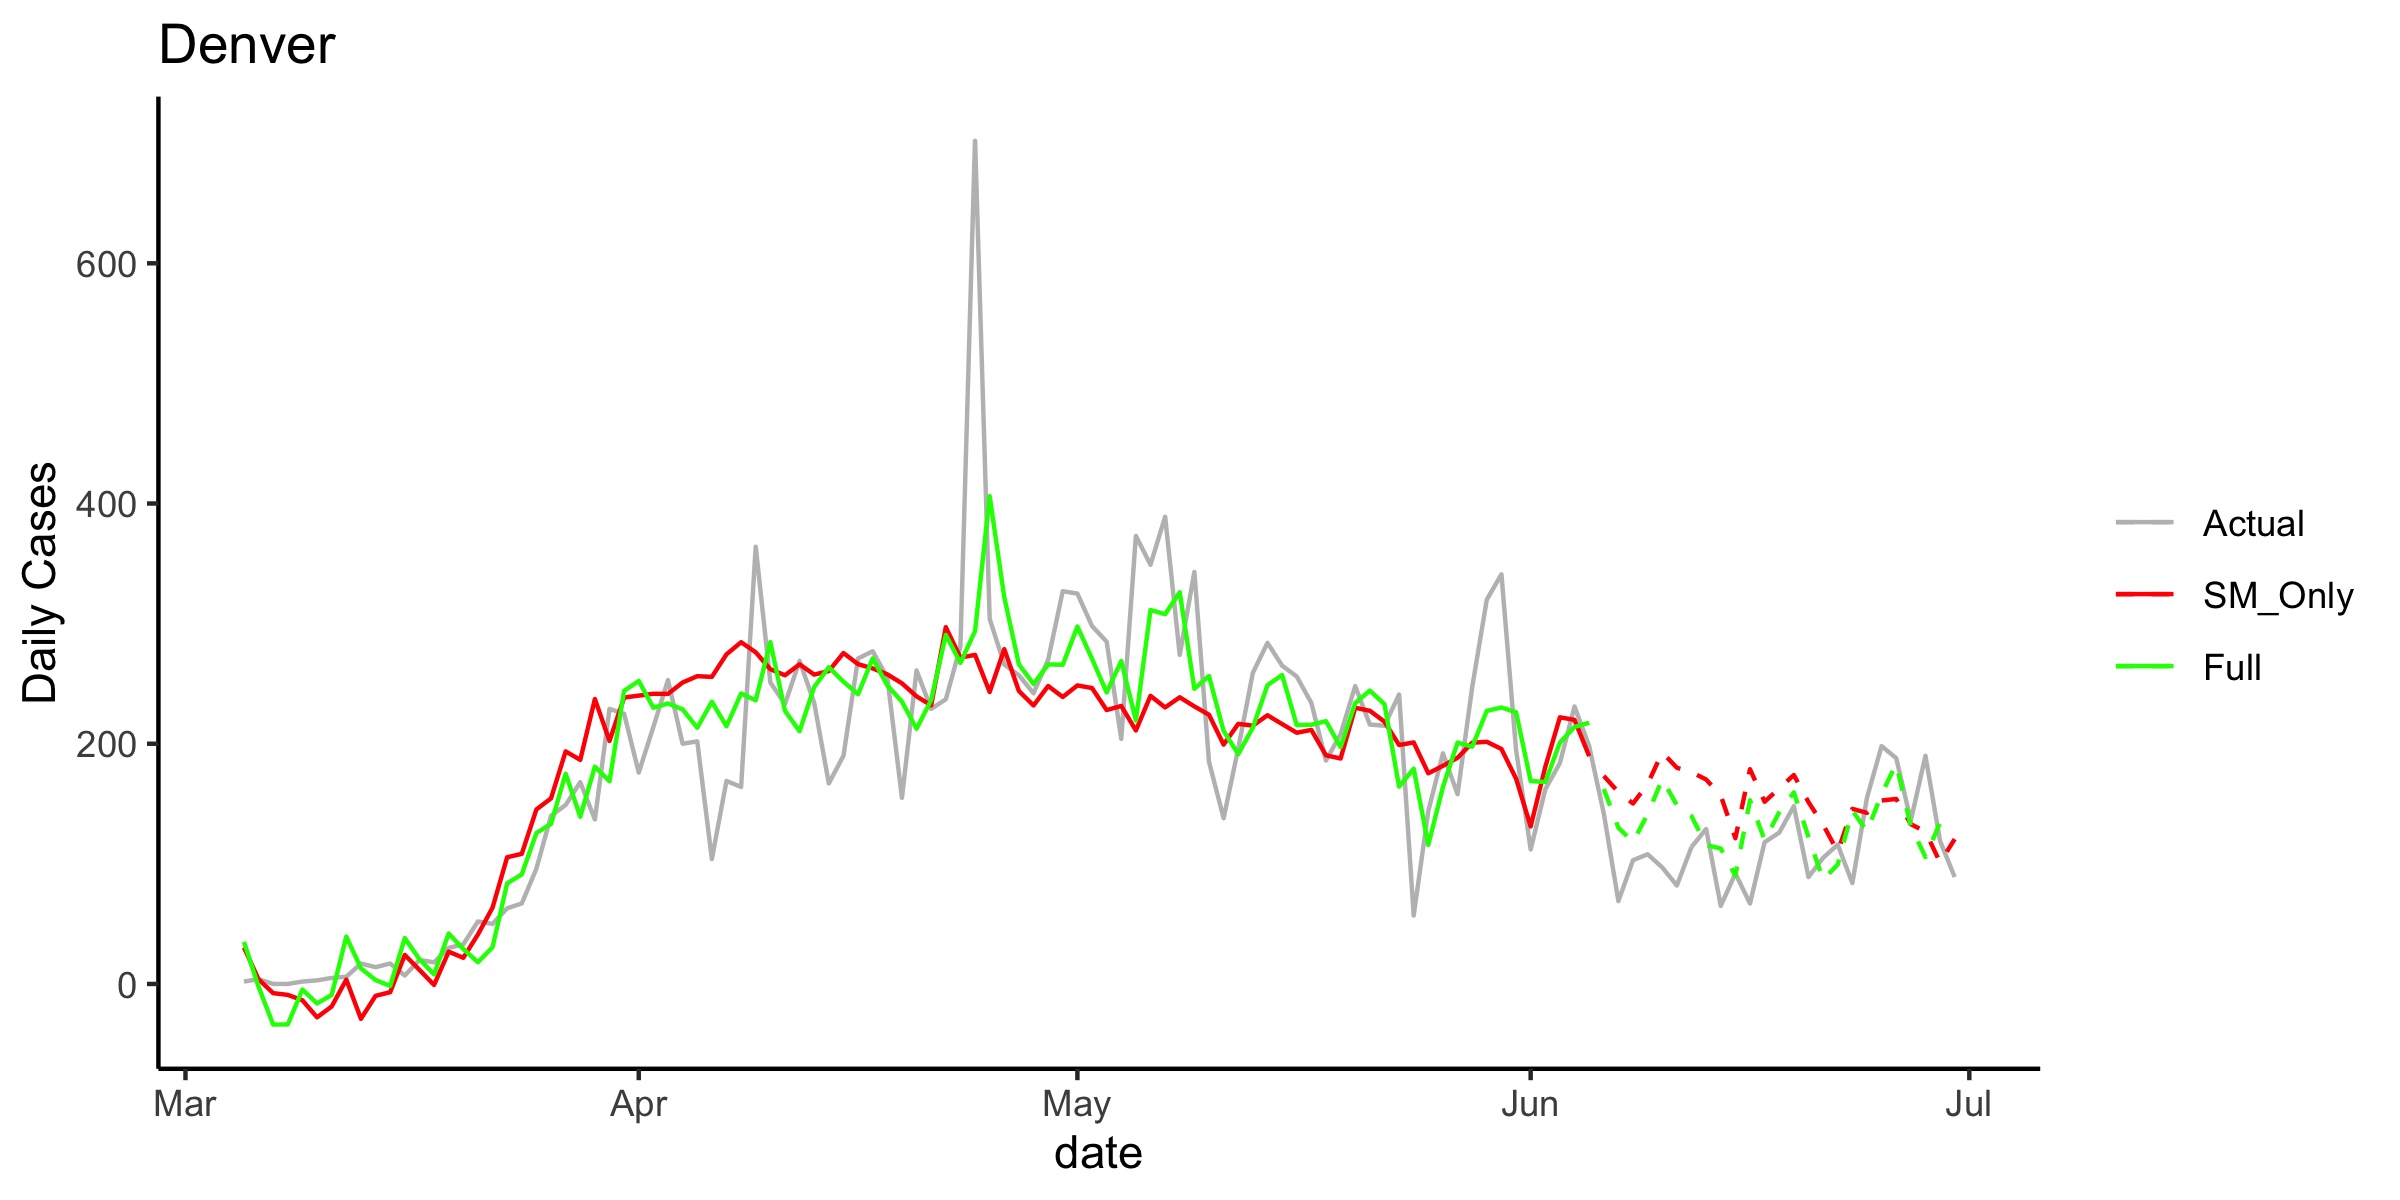 Denver
Daily Cases
600
400
200
0
Mar
Apr
May
Jun
Jul
date
Actual
SM_Only
Full